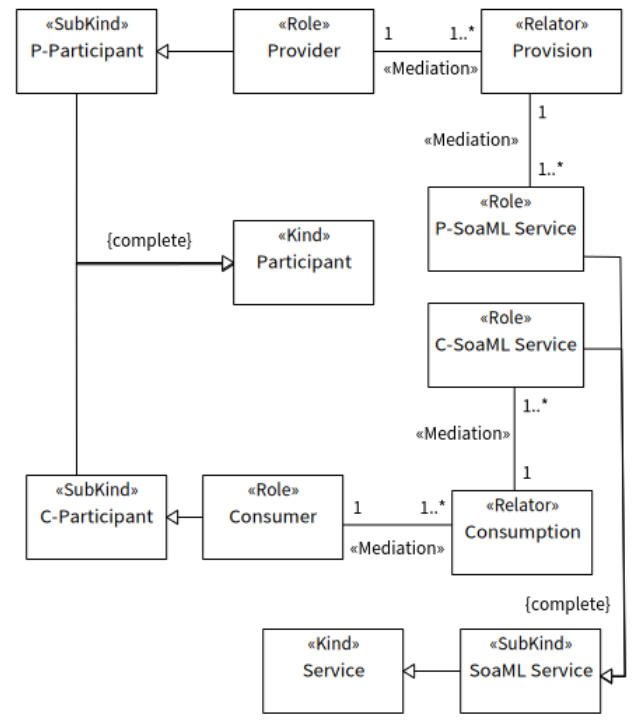 «SubKind»
P-Participant
«Role»
Provider
1
1..*
«Mediation»
«Relator»
Provision
1
«Mediation»
1..*
«Role»
P-SoaML Service
{complete}
«Kind»
Participant
«Role»
C-SoaML Service
1..*
«Mediation»
1
«SubKind»
C-Participant
«Role»
Consumer
1
1..*
«Mediation»
«Relator»
Consumption
{complete}
«Kind»
Service
«SubKind»
SoaML Service